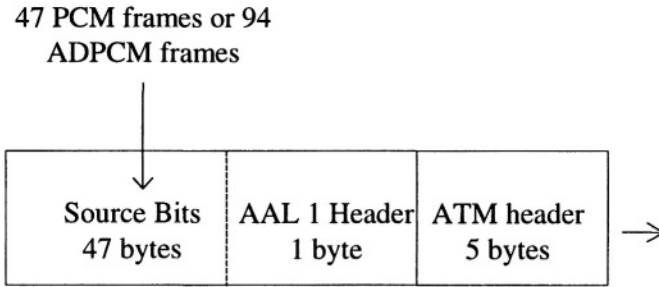 47 PCM frames or 94
ADPCM frames
Source Bits
47 bytes
AAL 1 Header
1 byte
ATM header
5 bytes